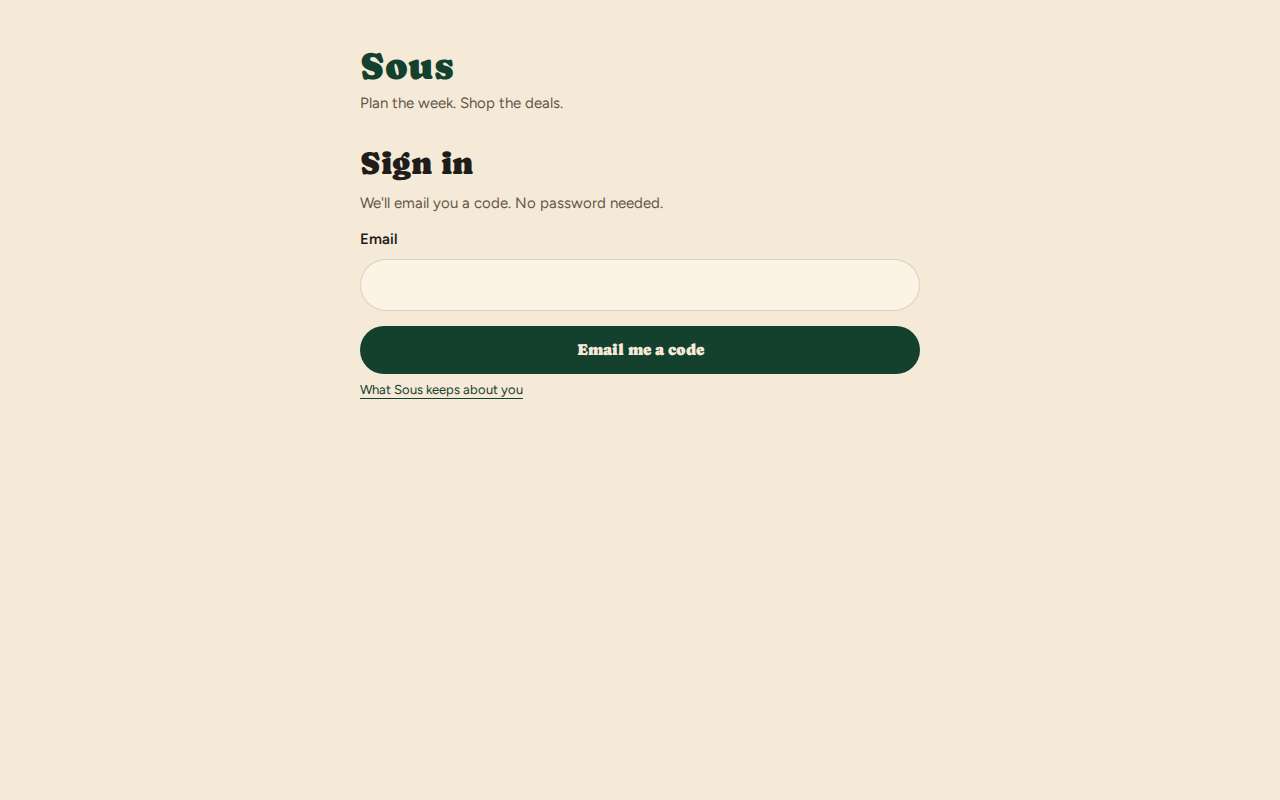 Sous
Plan the week. Shop the deals.
Sign in
We'll email you a code. No password needed.
Email
Email me a code
What Sous keeps about you